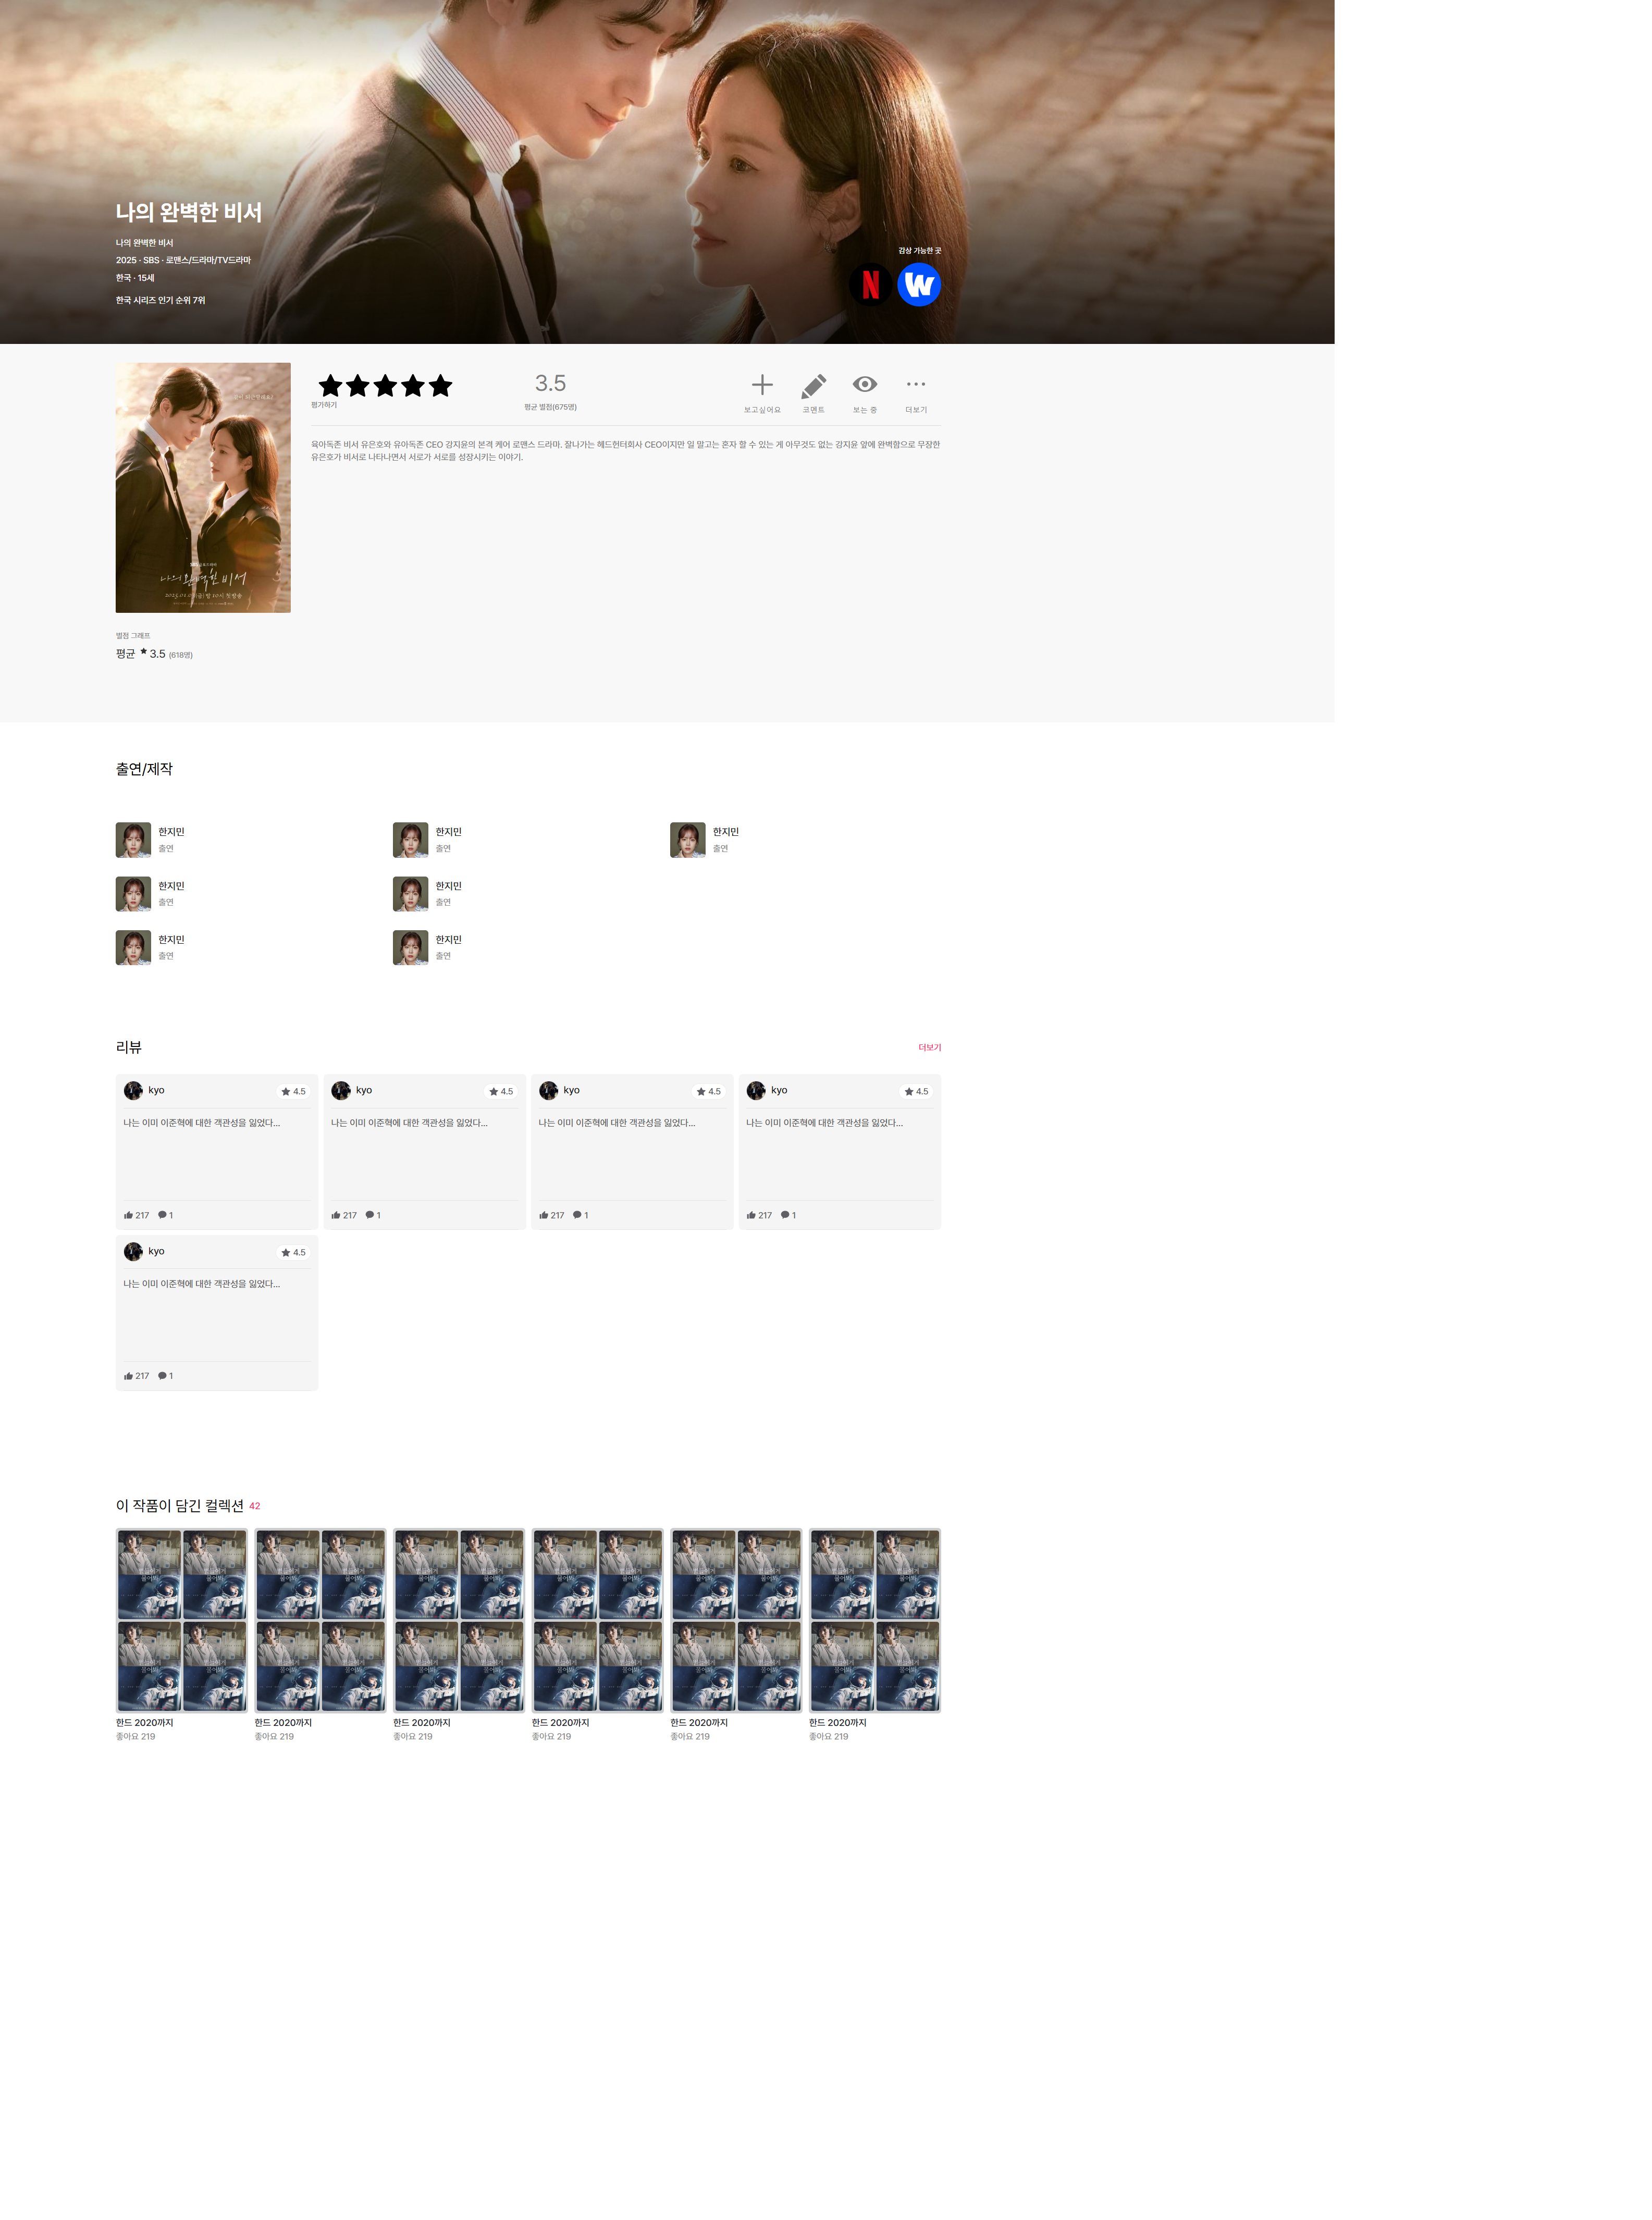 나의 완벽한 비서
나의 완벽한 비서
2025 · SBS · 로맨스/드라마/TV드라마
한국 · 15세
한국 시리즈 인기 순위 7위
감상 가능한 곳
N
W
평가하기
3.5
평균 별점(675명)
보고싶어요
코멘트
보는 중
더보기
육아독존 비서 유은호와 유아독존 CEO 강지윤의 본격 케어 로맨스 드라마. 잘나가는 헤드헌터회사 CEO이지만 일 말고는 혼자 할 수 있는 게 아무것도 없는 강지윤 앞에 완벽함으로 무장한
유은호가 비서로 나타나면서 서로가 서로를 성장시키는 이야기.
나의 완벽한 비서
별점 그래프
평균 ★ 3.5 (618명)
출연/제작
한지민
출연
한지민
출연
한지민
출연
한지민
출연
한지민
출연
한지민
출연
한지민
출연
리뷰
더보기
kyo ★ 4.5
나는 이미 이준혁에 대한 객관성을 잃었다...
217 1
kyo ★ 4.5
나는 이미 이준혁에 대한 객관성을 잃었다...
217 1
kyo ★ 4.5
나는 이미 이준혁에 대한 객관성을 잃었다...
217 1
kyo ★ 4.5
나는 이미 이준혁에 대한 객관성을 잃었다...
217 1
kyo ★ 4.5
나는 이미 이준혁에 대한 객관성을 잃었다...
217 1
이 작품이 담긴 컬렉션 42
한드 2020까지
좋아요 219
한드 2020까지
좋아요 219
한드 2020까지
좋아요 219
한드 2020까지
좋아요 219
한드 2020까지
좋아요 219
한드 2020까지
좋아요 219